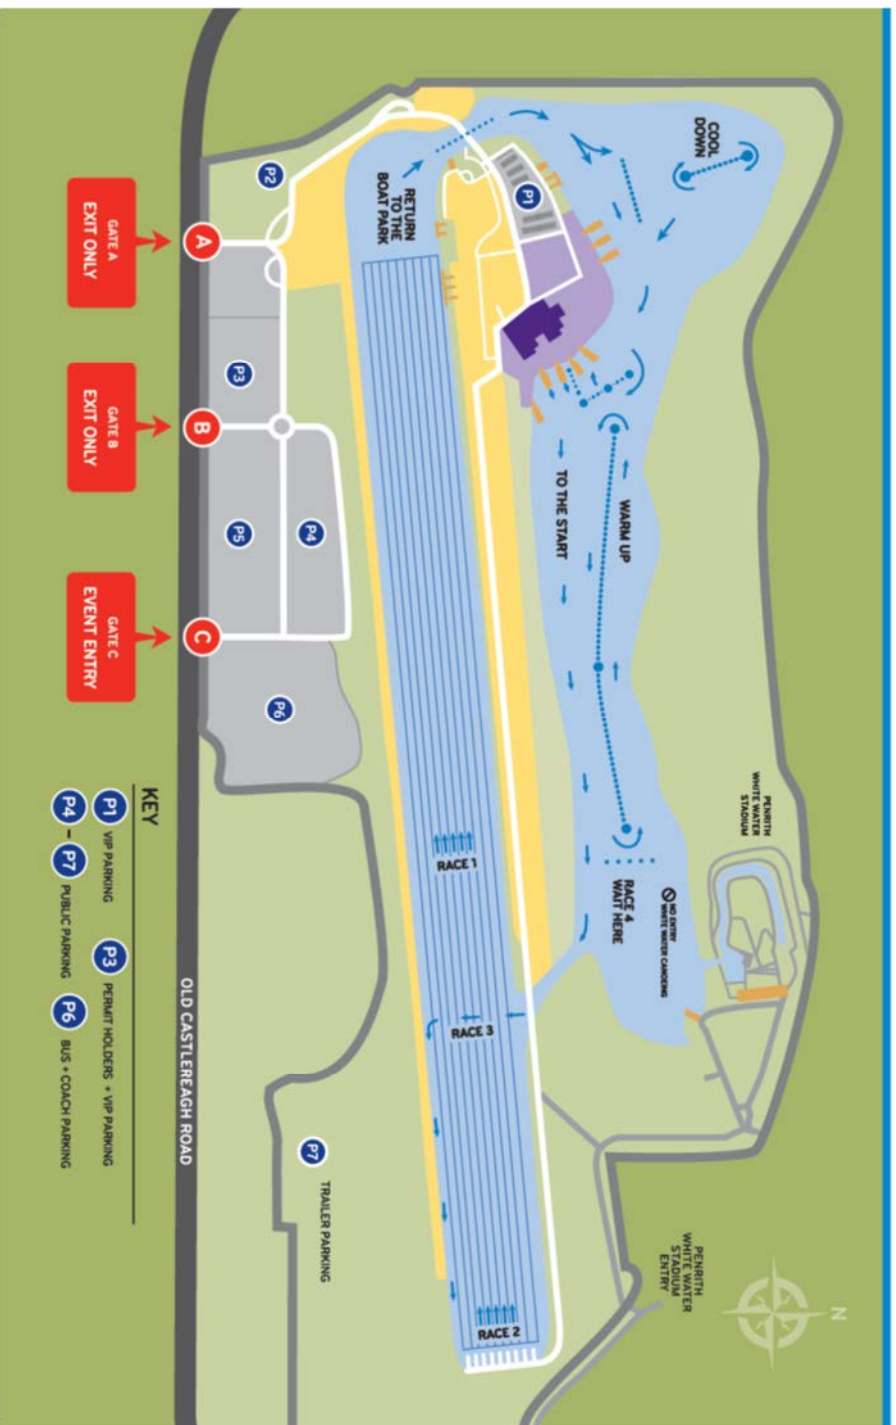 COOL
DOWN
P1
RETURN
TO THE
BOAT PARK
P2
GATE A
EXIT ONLY
A
P3
GATE B
EXIT ONLY
B
WARM UP
TO THE START
P4
P5
GATE C
EVENT ENTRY
C
P6
PENRITH
WHITE WATER
STADIUM
NO ENTRY
WHITE WATER CANOEING
RACE 4
WAIT HERE
RACE 1
RACE 3
RACE 2
P7
TRAILER PARKING
PENRITH
WHITE WATER
STADIUM
ENTRY
N
OLD CASTLEREAGH ROAD
KEY
P1 VIP PARKING
P3 PERMIT HOLDERS + VIP PARKING
P4 – P7 PUBLIC PARKING
P6 BUS + COACH PARKING